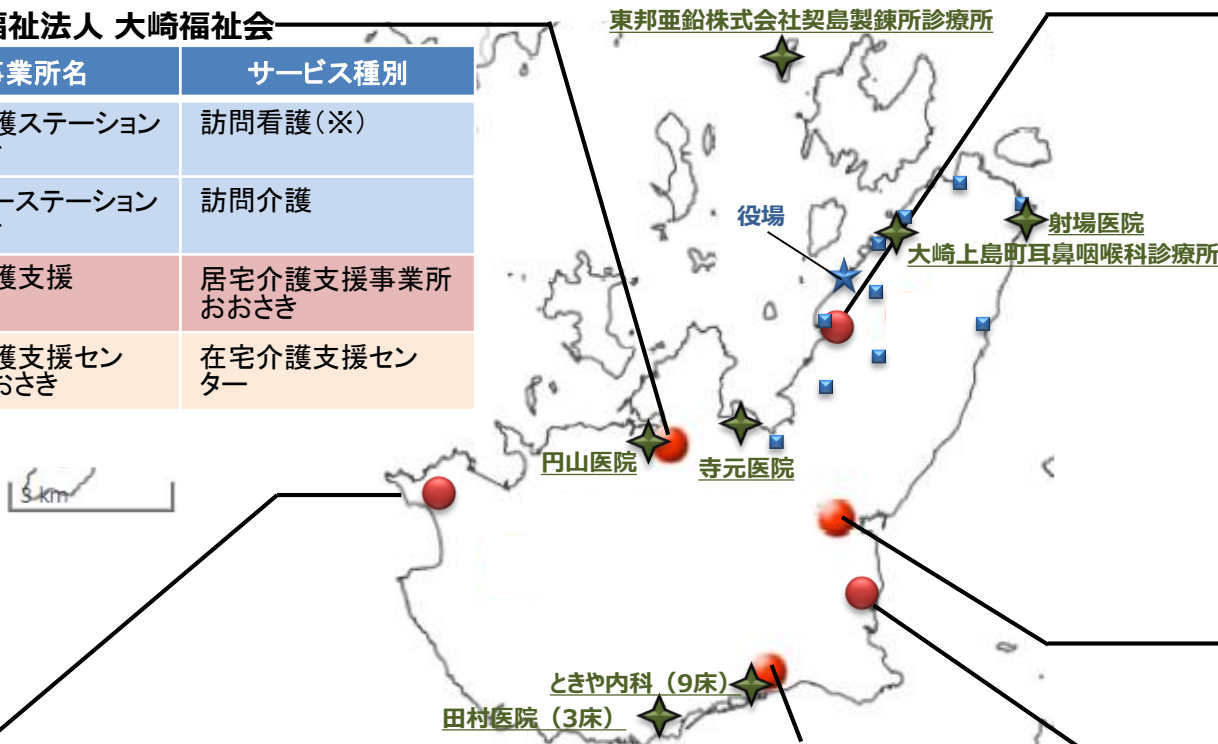 福祉法人 大崎福祉会
事業所名
サービス種別
護ステーション
訪問看護(※)
ーステーション
訪問介護
護支援
居宅介護支援事業所
おおさき
護支援セン
おさき
在宅介護支援セン
ター
東邦亜鉛株式会社契島製錬所診療所
役場
射場医院
大崎上島町耳鼻咽喉科診療所
円山医院
寺元医院
3 km
ときや内科（9床）
田村医院（3床）